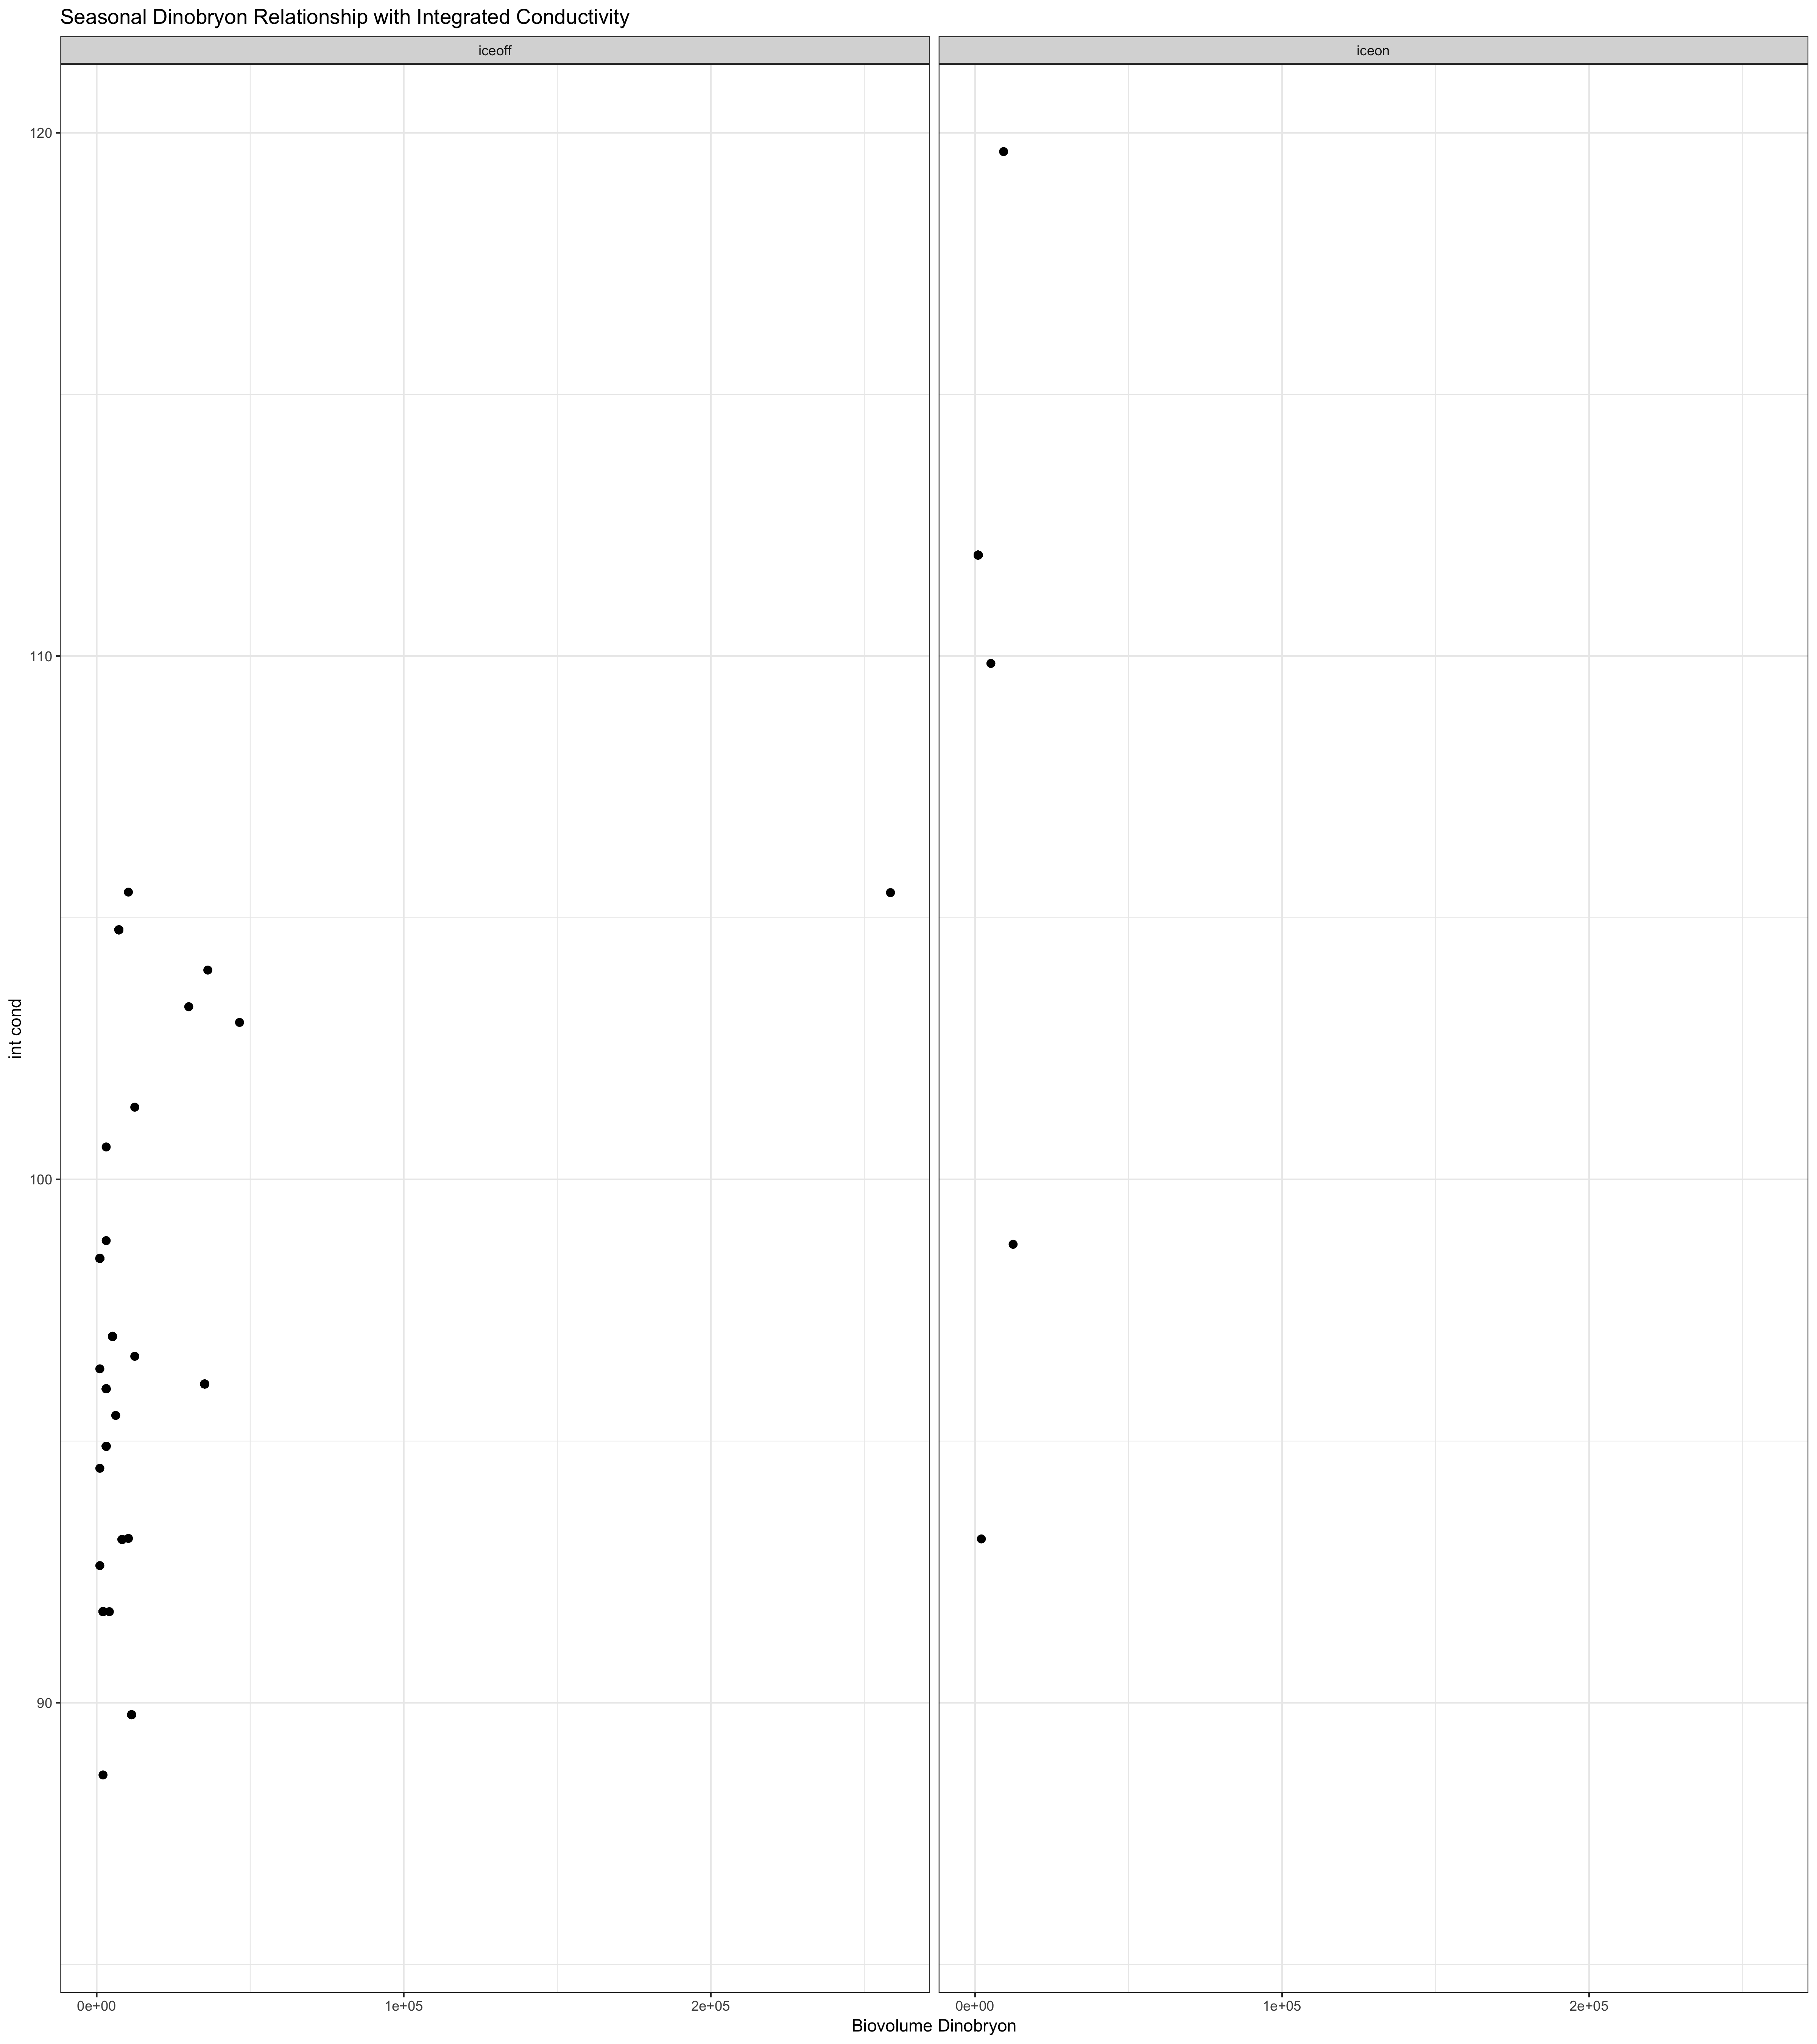 Seasonal Dinobryon Relationship with Integrated Conductivity
iceoff
iceon
120
110
100
90
int cond
0e+00
1e+05
2e+05
0e+00
1e+05
2e+05
Biovolume Dinobryon